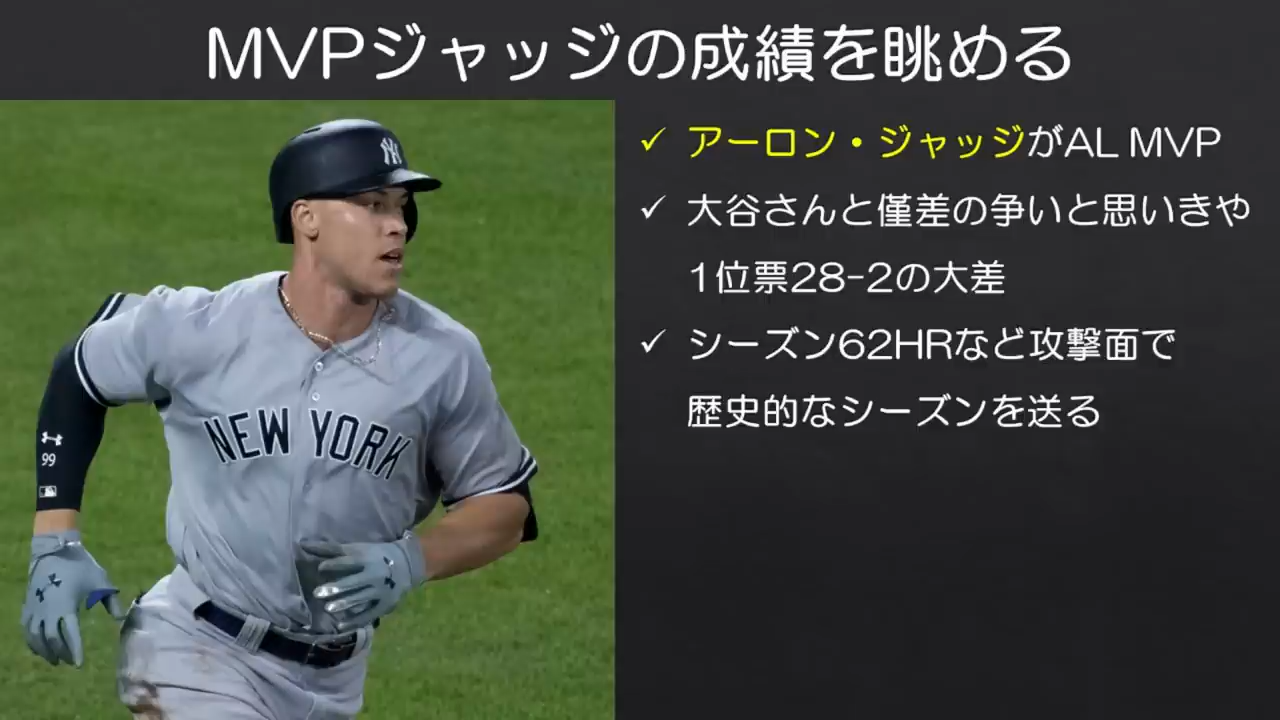 MVPジャッジの成績を眺める
アーロン・ジャッジがAL MVP
大谷さんと僅差の争いと思いきや
1位票28-2の大差
シーズン62HRなど攻撃面で
歴史的なシーズンを送る
NY
NEW YORK
99